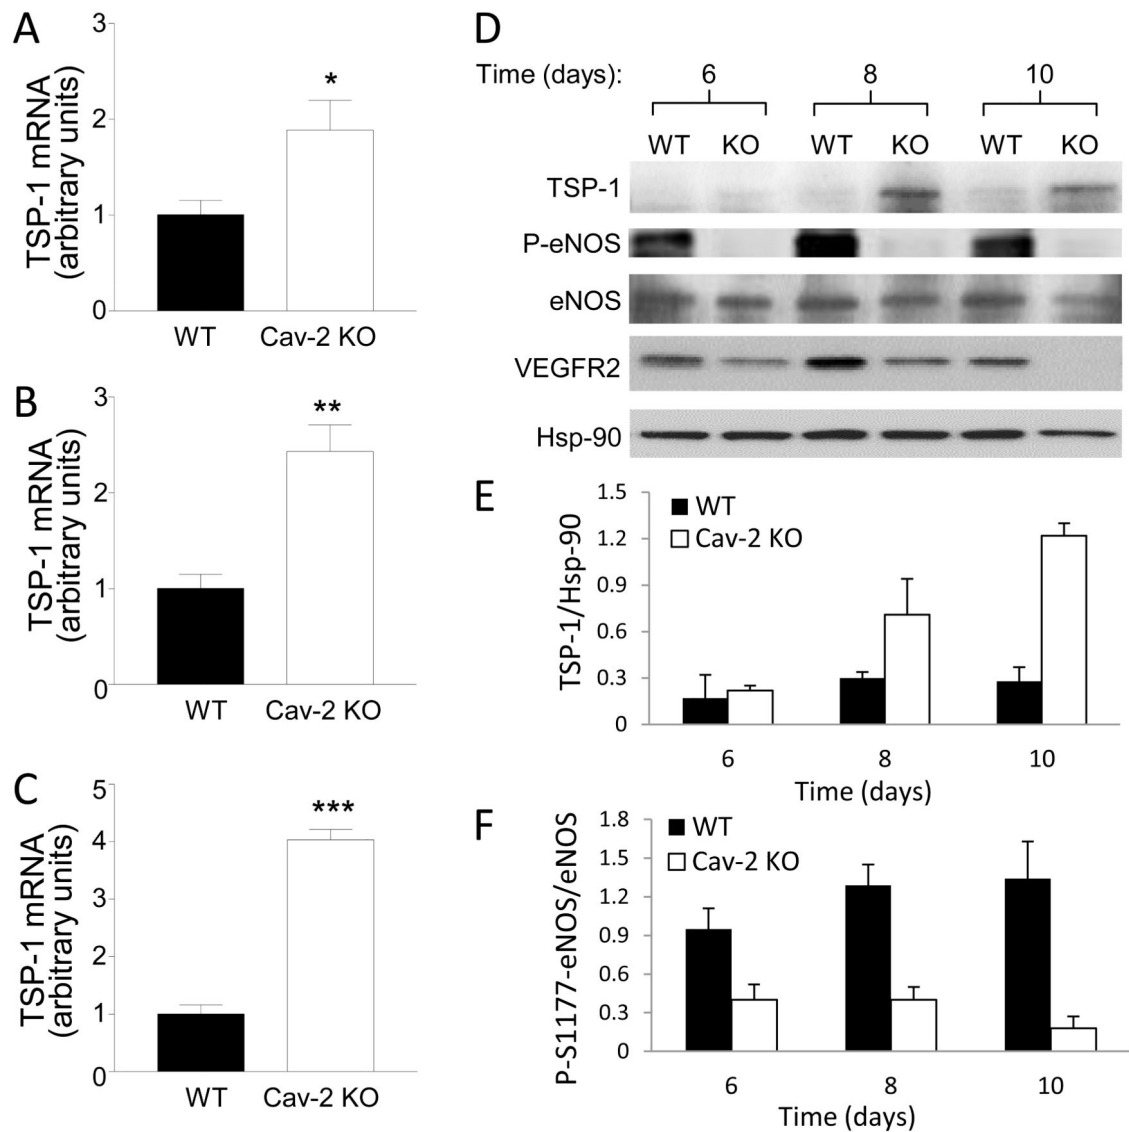 A
TSP-1 mRNA
(arbitrary units)
3
2
1
0
*
WT
Cav-2 KO
B
TSP-1 mRNA
(arbitrary units)
3
2
1
0
**
WT
Cav-2 KO
C
TSP-1 mRNA
(arbitrary units)
5
4
3
2
1
0
***
WT
Cav-2 KO
D
Time (days):
6
8
10
WT KO WT KO WT KO
TSP-1
P-eNOS
eNOS
VEGFR2
Hsp-90
E
TSP-1/Hsp-90
1.5
1.2
0.9
0.6
0.3
0
WT
Cav-2 KO
6
8
10
Time (days)
F
P-S1177-eNOS/eNOS
1.8
1.5
1.2
0.9
0.6
0.3
0
WT
Cav-2 KO
6
8
10
Time (days)